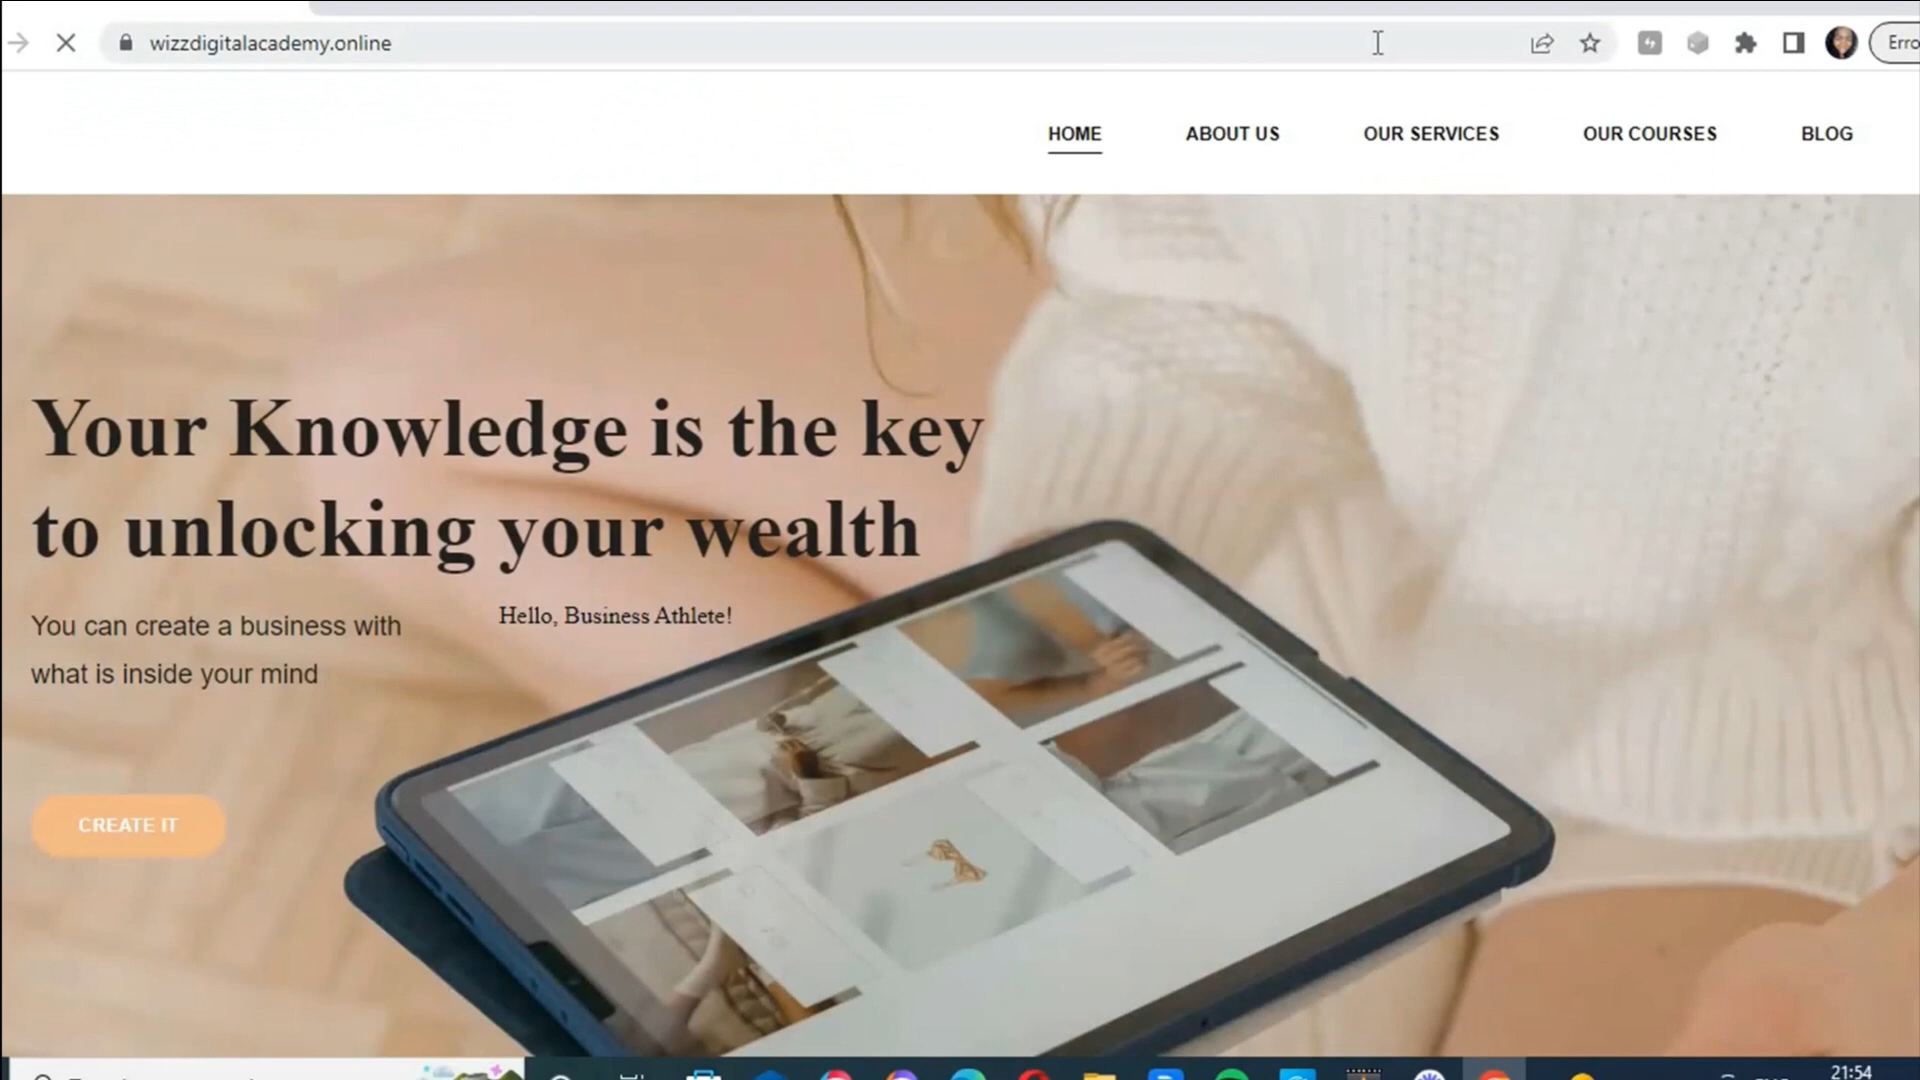 wizzdigitalacademy.online
Erro
HOME ABOUT US OUR SERVICES OUR COURSES BLOG
Your Knowledge is the key
to unlocking your wealth
Hello, Business Athlete!
You can create a business with
what is inside your mind
CREATE IT
21:54